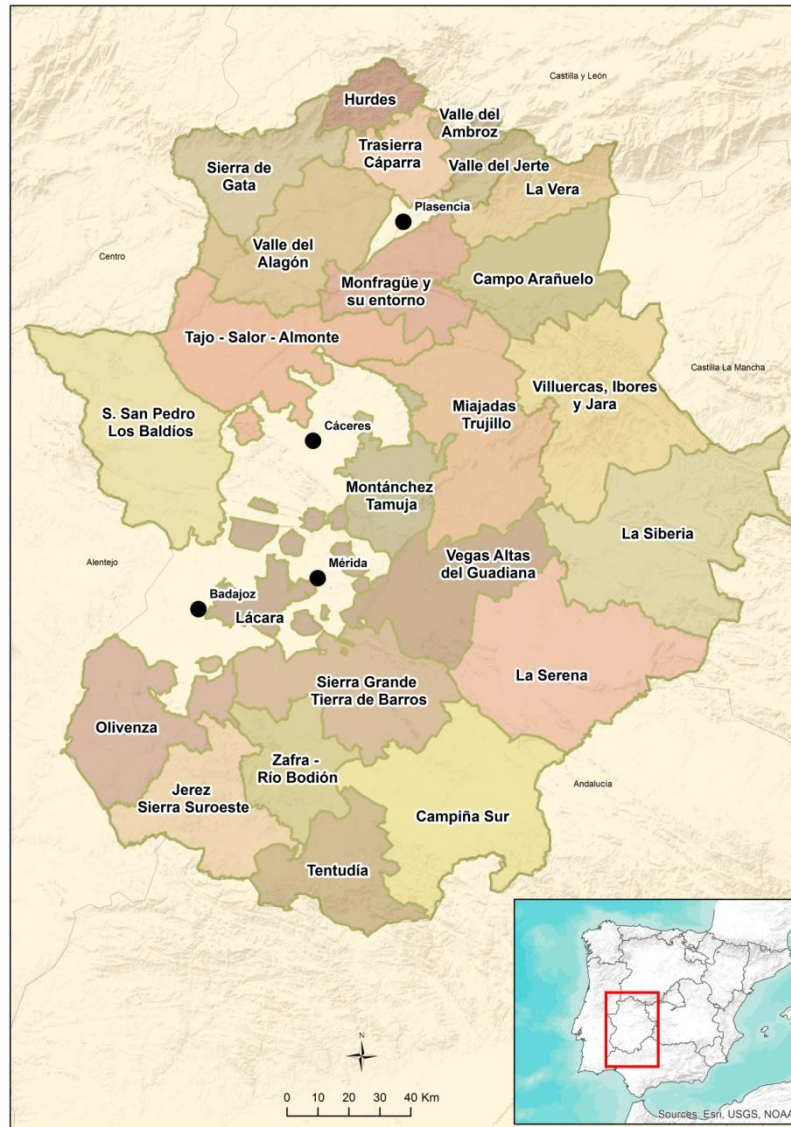 Castilla y León
Hurdes
Valle del
Ambroz
Trasierra
Cáparra
Sierra de
Gata
Valle del Jerte
La Vera
Plasencia
Centro
Valle del
Alagón
Monfragüe y
su entorno
Campo Arañuelo
Tajo - Salor - Almonte
Castilla La Mancha
Villuercas, Ibores
y Jara
S. San Pedro
Los Baldíos
Miajadas
Trujillo
Cáceres
Montánchez
Tamuja
La Siberia
Vegas Altas
del Guadiana
Alentejo
Mérida
Badajoz
Lácara
La Serena
Sierra Grande
Tierra de Barros
Olivenza
Zafra -
Río Bodión
Jerez
Sierra Suroeste
Andalucía
Campiña Sur
Tentudía
N
0 10 20 40 Km
Sources: Esri, USGS, NOAA